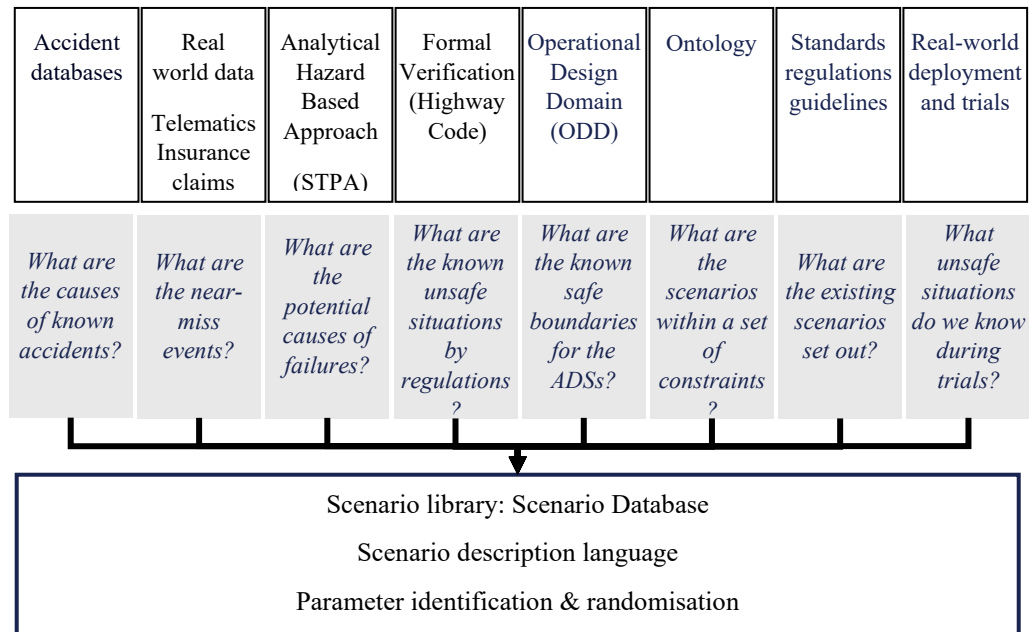 Accident
databases
Real
world data
Telematics
Insurance
claims
Analytical
Hazard
Based
Approach
(STPA)
Formal
Verification
(Highway
Code)
Operational
Design
Domain
(ODD)
Ontology
Standards
regulations
guidelines
Real-world
deployment
and trials
What are
the causes
of known
accidents?
What are
the near-
miss
events?
What are
the
potential
causes of
failures?
What are
the known
unsafe
situations
by
regulations
?
What are
the known
safe
boundaries
for the
ADSs?
What are
the
scenarios
within a set
of
constraints
?
What are
the existing
scenarios
set out?
What
unsafe
situations
do we know
during
trials?
Scenario library: Scenario Database
Scenario description language
Parameter identification & randomisation